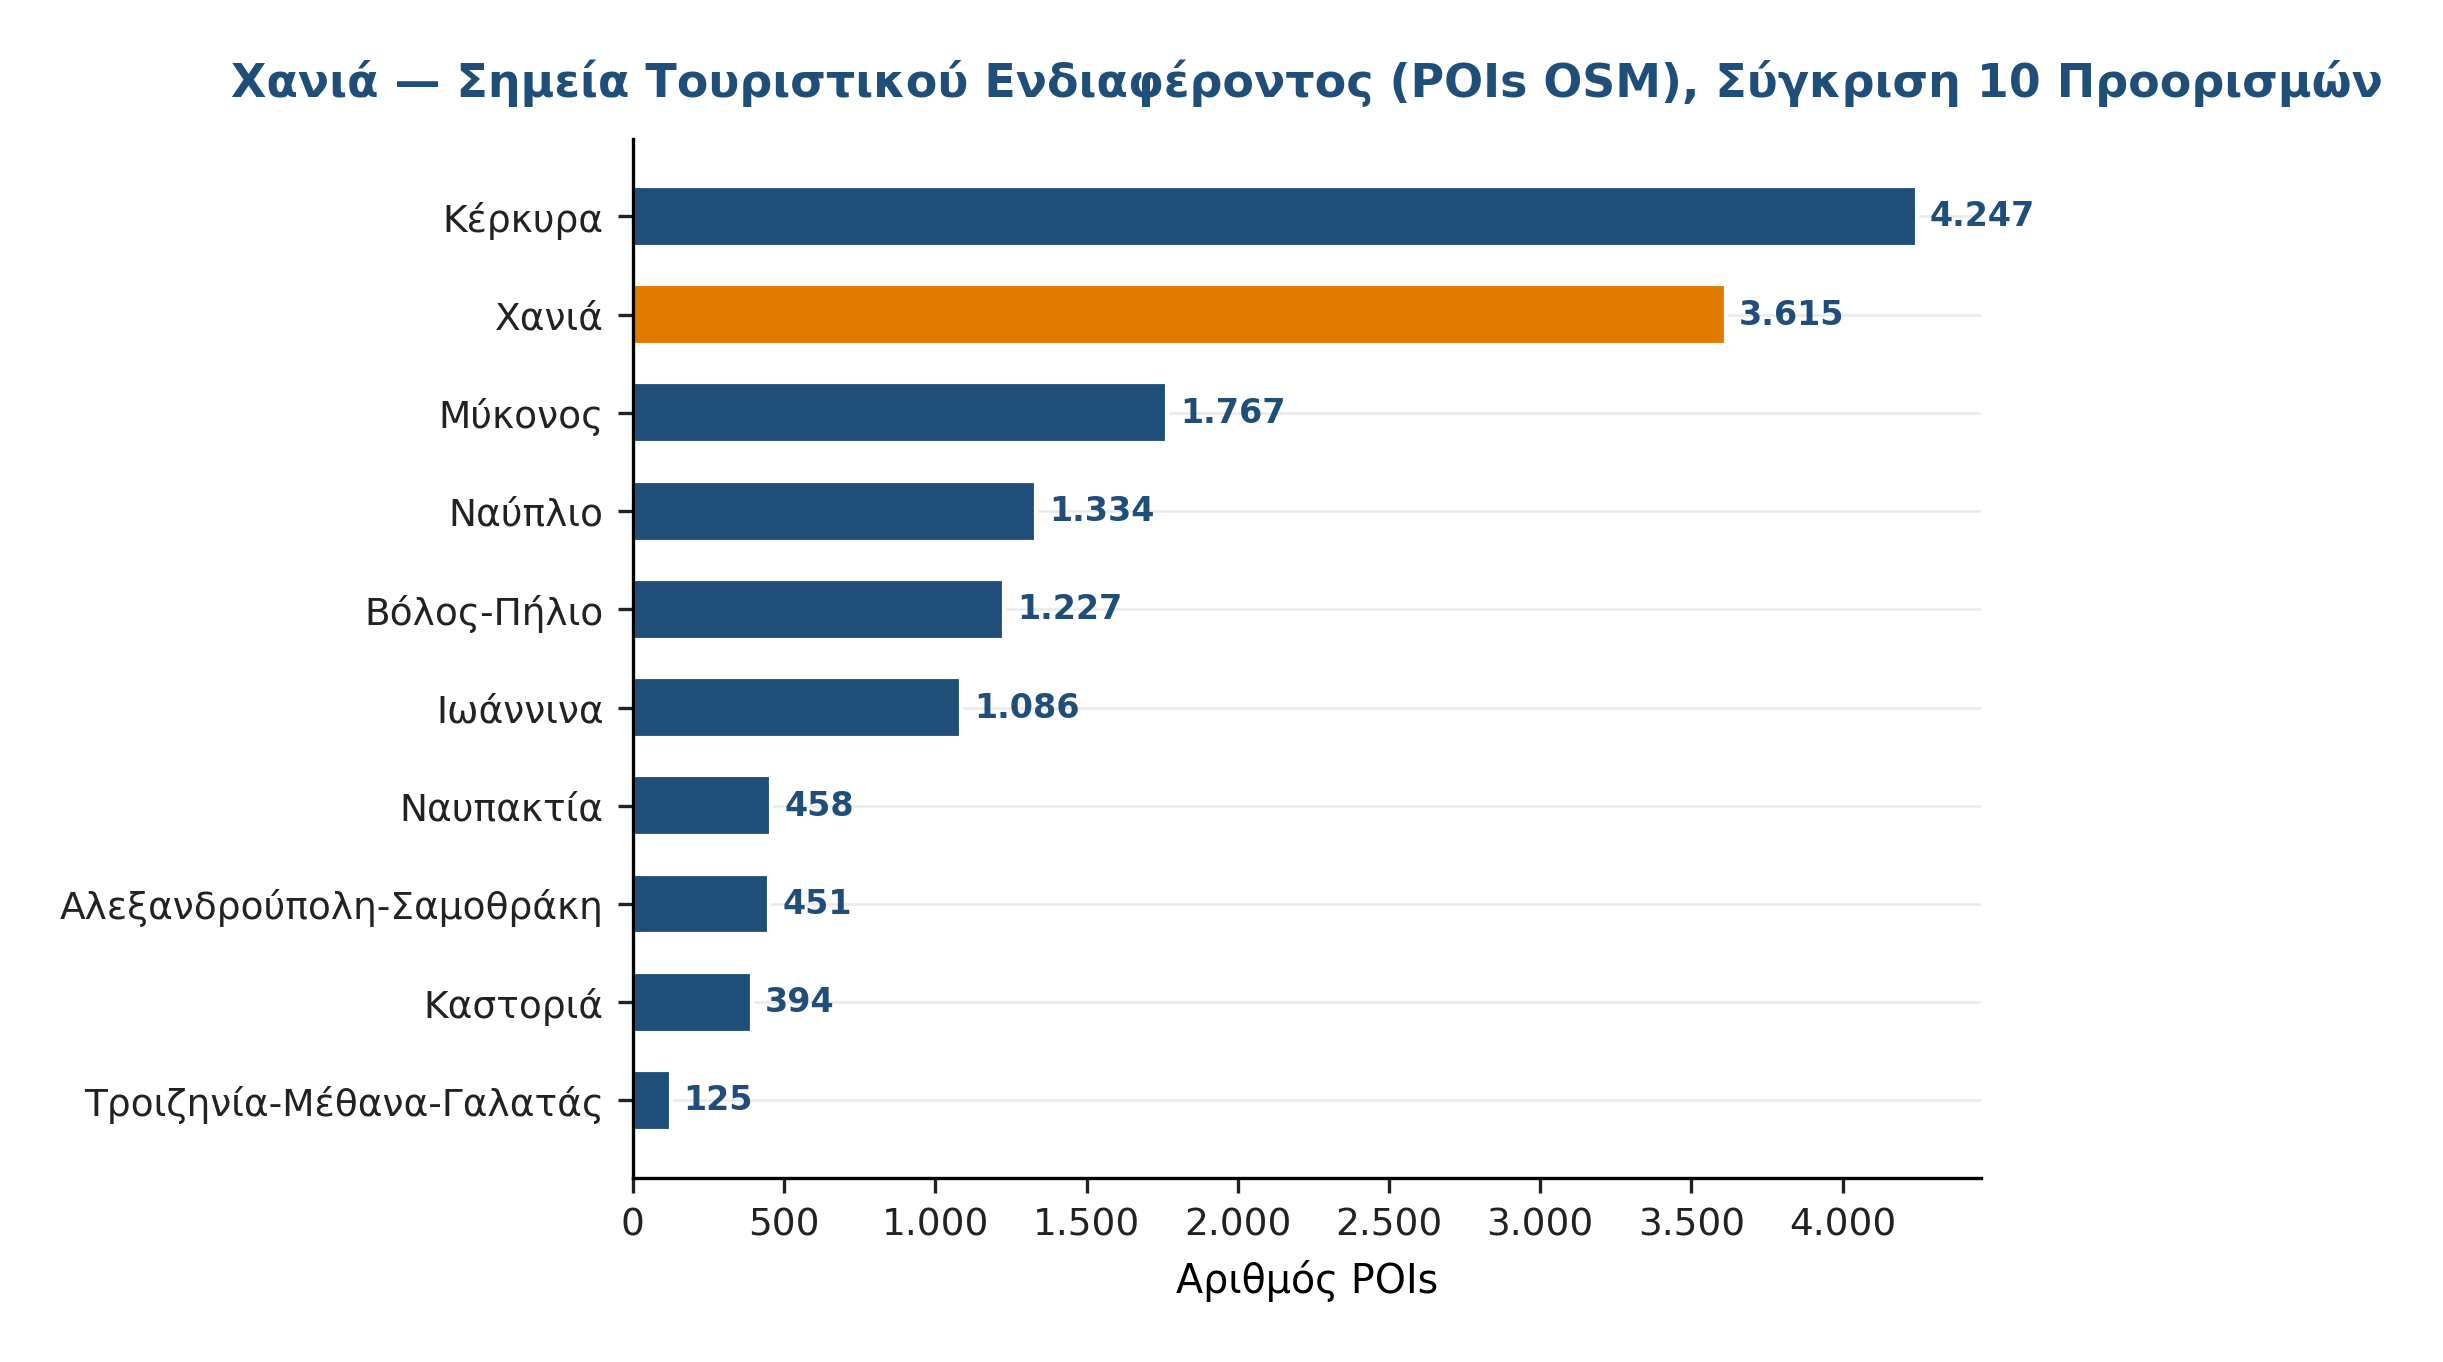 Χανιά — Σημεία Τουριστικού Ενδιαφέροντος (POIs OSM), Σύγκριση 10 Προορισμών
Κέρκυρα 4.247
Χανιά 3.615
Μύκονος 1.767
Ναύπλιο 1.334
Βόλος-Πήλιο 1.227
Ιωάννινα 1.086
Ναυπακτία 458
Αλεξανδρούπολη-Σαμοθράκη 451
Καστοριά 394
Τροιζηνία-Μέθανα-Γαλατάς 125
0 500 1.000 1.500 2.000 2.500 3.000 3.500 4.000
Αριθμός POIs